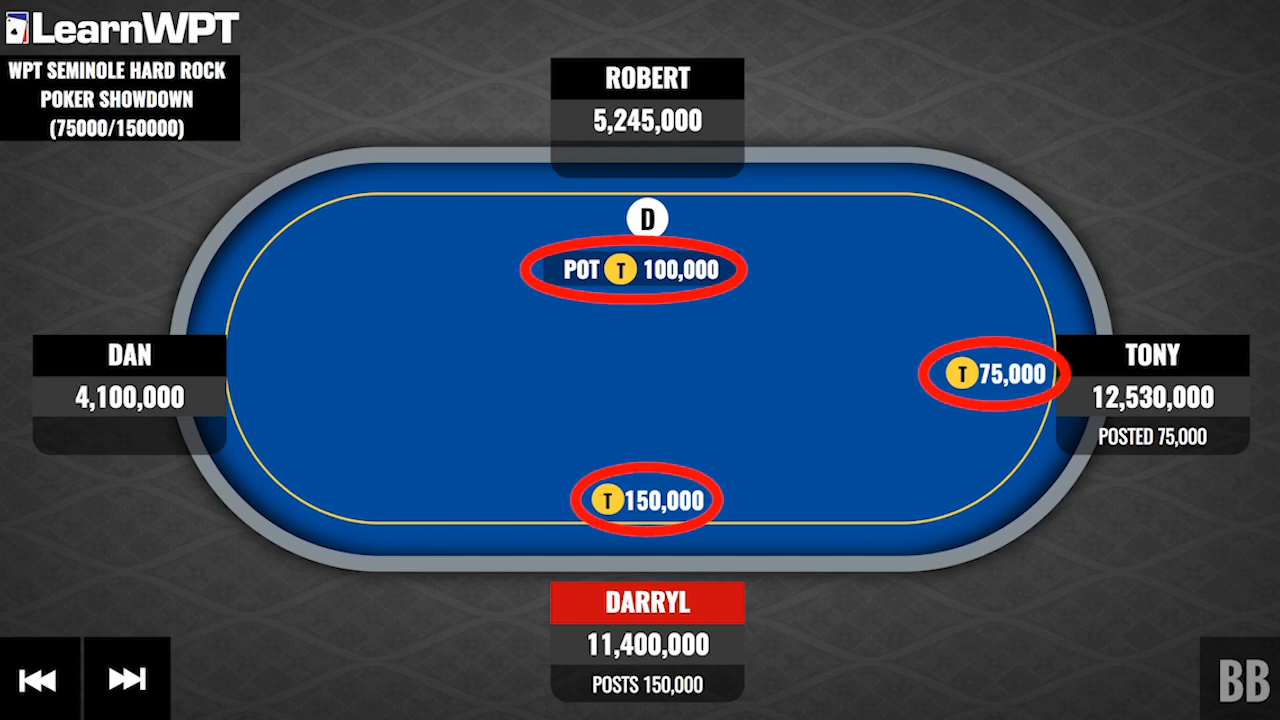 LearnWPT
WPT SEMINOLE HARD ROCK
POKER SHOWDOWN
(75000/150000)
ROBERT
5,245,000
D
POT T 100,000
DAN
4,100,000
T 75,000
TONY
12,530,000
POSTED 75,000
T 150,000
DARRYL
11,400,000
POSTS 150,000
BB